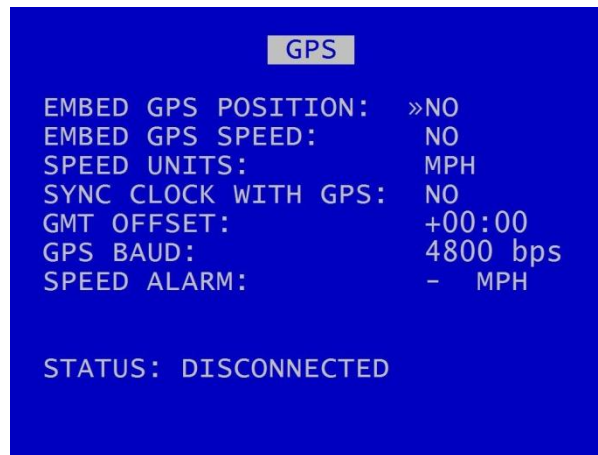 GPS
EMBED GPS POSITION: »NO
EMBED GPS SPEED: NO
SPEED UNITS: MPH
SYNC CLOCK WITH GPS: NO
GMT OFFSET: +00:00
GPS BAUD: 4800 bps
SPEED ALARM: - MPH
STATUS: DISCONNECTED